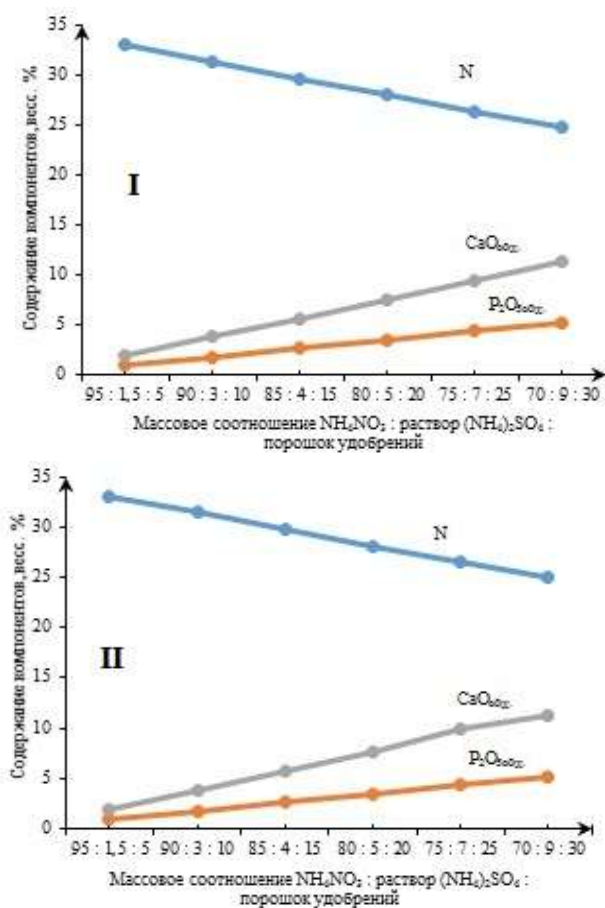 35
30
25
20
15
10
5
0
Содержание компонентов,весс. %
N
I
CaOобщ.
P₂O₅общ.
95 : 1,5 : 5 90 : 3 : 10 85 : 4 : 15 80 : 5 : 20 75 : 7 : 25 70 : 9 : 30
Массовое соотношение NH₄NO₃ : раствор (NH₄)₂SO₄ :
порошок удобрений
35
30
25
20
15
10
5
0
Содержание компонентов,весс. %
N
II
CaOобщ.
P₂O₅общ.
95 : 1,5 : 5 90 : 3 : 10 85 : 4 : 15 80 : 5 : 20 75 : 7 : 25 70 : 9 : 30
Массовое соотношение NH₄NO₃ : раствор (NH₄)₂SO₄ :
порошок удобрений